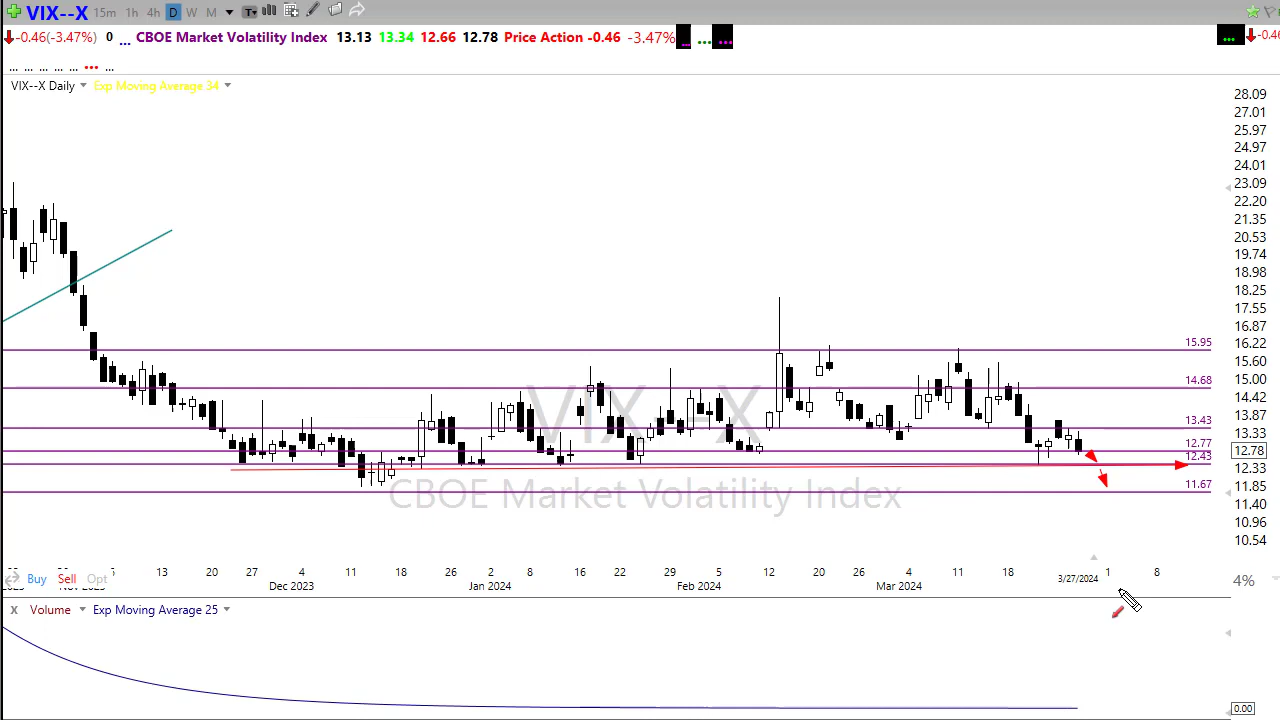 VIX--X 15m 1h 4h D W M T
-0.46(-3.47%) 0 ... CBOE Market Volatility Index 13.13 13.34 12.66 12.78 Price Action -0.46 -3.47% ... ... ... ... -0.46
... ... ... ... ... ... ...
VIX--X Daily Exp Moving Average 34
28.09
27.01
25.97
24.97
24.01
23.09
22.20
21.35
20.53
19.74
18.98
18.25
17.55
16.87
15.95 16.22
15.60
14.68 15.00
14.42
13.87
13.43 13.33
12.77 12.78
12.43 12.33
11.67 11.85
11.40
10.96
10.54
VIX--X
CBOE Market Volatility Index
13 20 27 4 11 18 2 8 16 22 29 5 12 20 26 4 11 18 3/27/2024 1 8
Buy Sell Opt 4%
Dec 2023 Jan 2024 Feb 2024 Mar 2024
X Volume Exp Moving Average 25
0.00